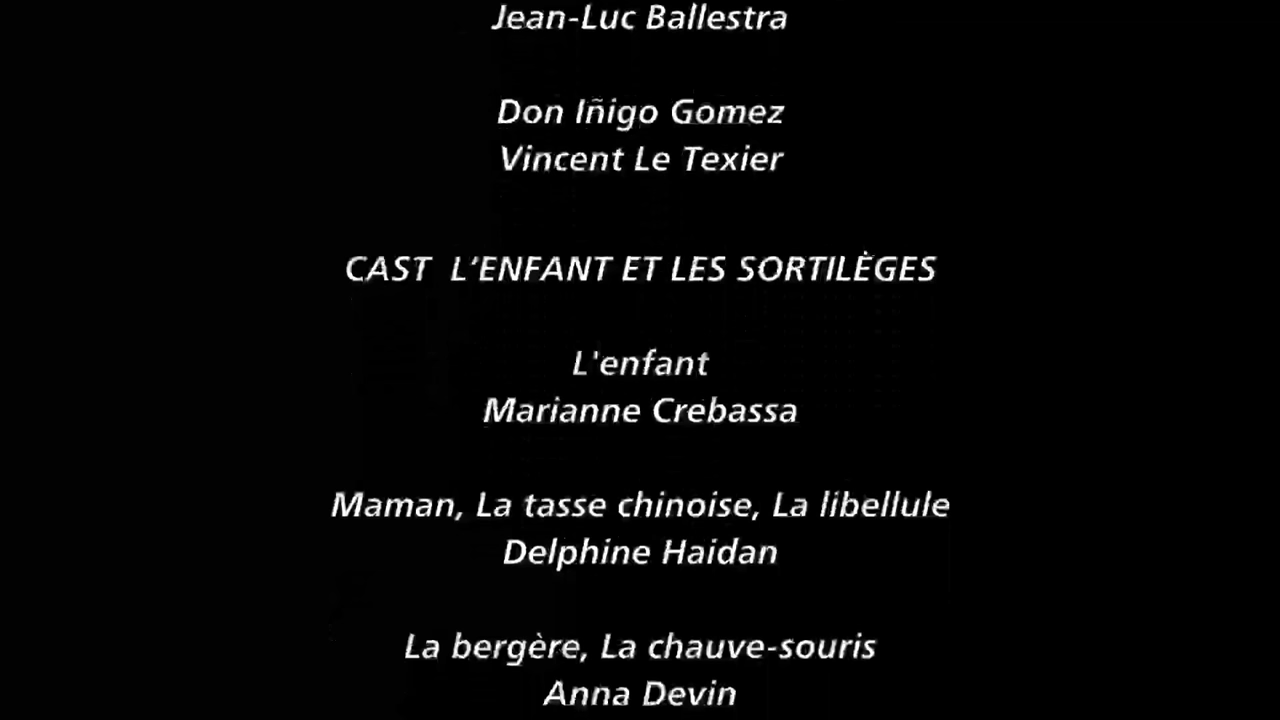 Jean-Luc Ballestra
Don Iñigo Gomez
Vincent Le Texier
CAST  L‘ENFANT ET LES SORTILÈGES
L'enfant
Marianne Crebassa
Maman, La tasse chinoise, La libellule
Delphine Haidan
La bergère, La chauve-souris
Anna Devin